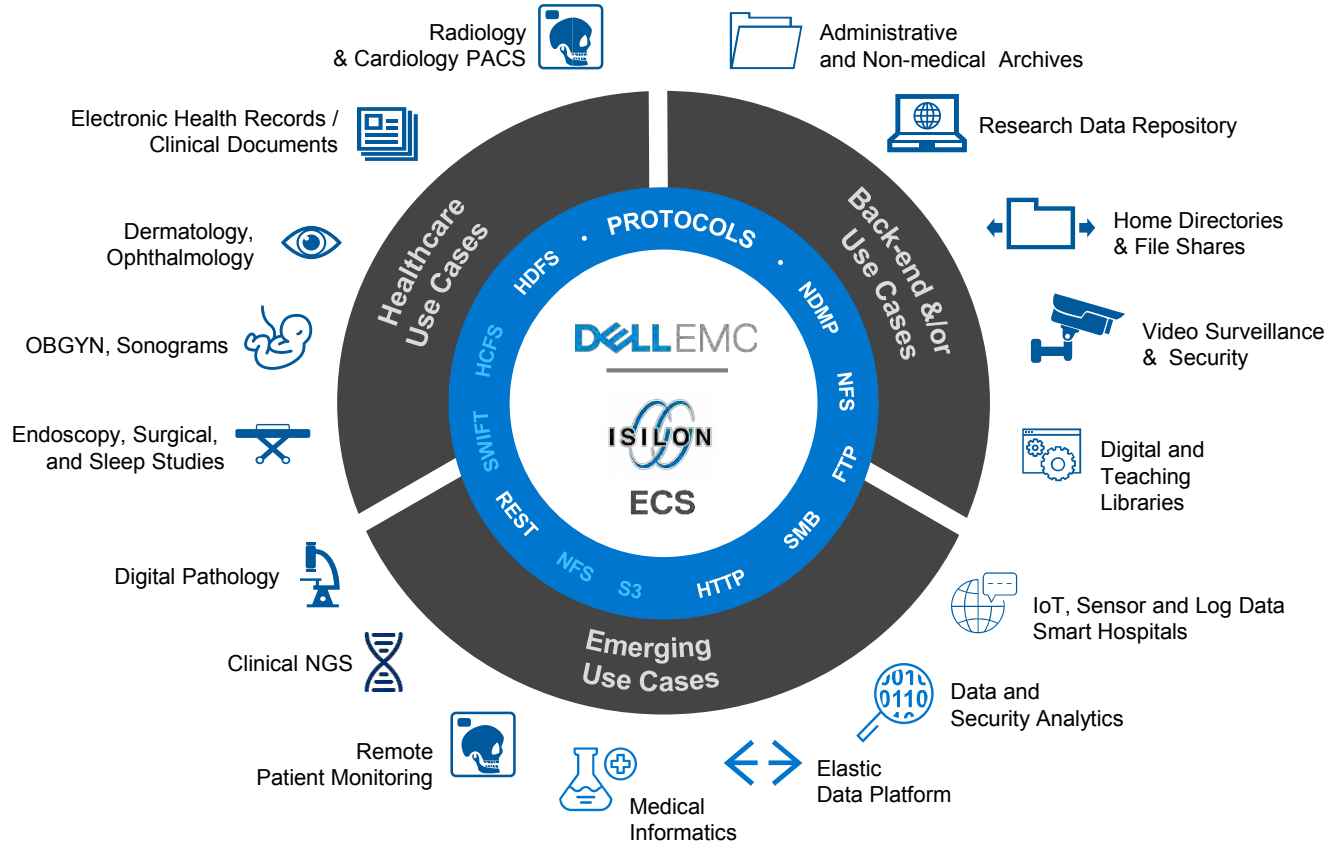 Radiology
& Cardiology PACS
Administrative
and Non-medical Archives
Electronic Health Records /
Clinical Documents
Research Data Repository
Dermatology,
Ophthalmology
Home Directories
& File Shares
OBGYN, Sonograms
Video Surveillance
& Security
Endoscopy, Surgical,
and Sleep Studies
Digital and
Teaching
Libraries
Digital Pathology
IoT, Sensor and Log Data
Smart Hospitals
Clinical NGS
Data and
Security Analytics
Remote
Patient Monitoring
Elastic
Data Platform
Medical
Informatics
Healthcare
Use Cases
Back-end &/or
Use Cases
Emerging
Use Cases
PROTOCOLS
•
NDMP
NFS
FTP
SMB
HTTP
S3
NFS
REST
SWIFT
HCFS
HDFS
•
DELLEMC
ISILON
ECS
0110